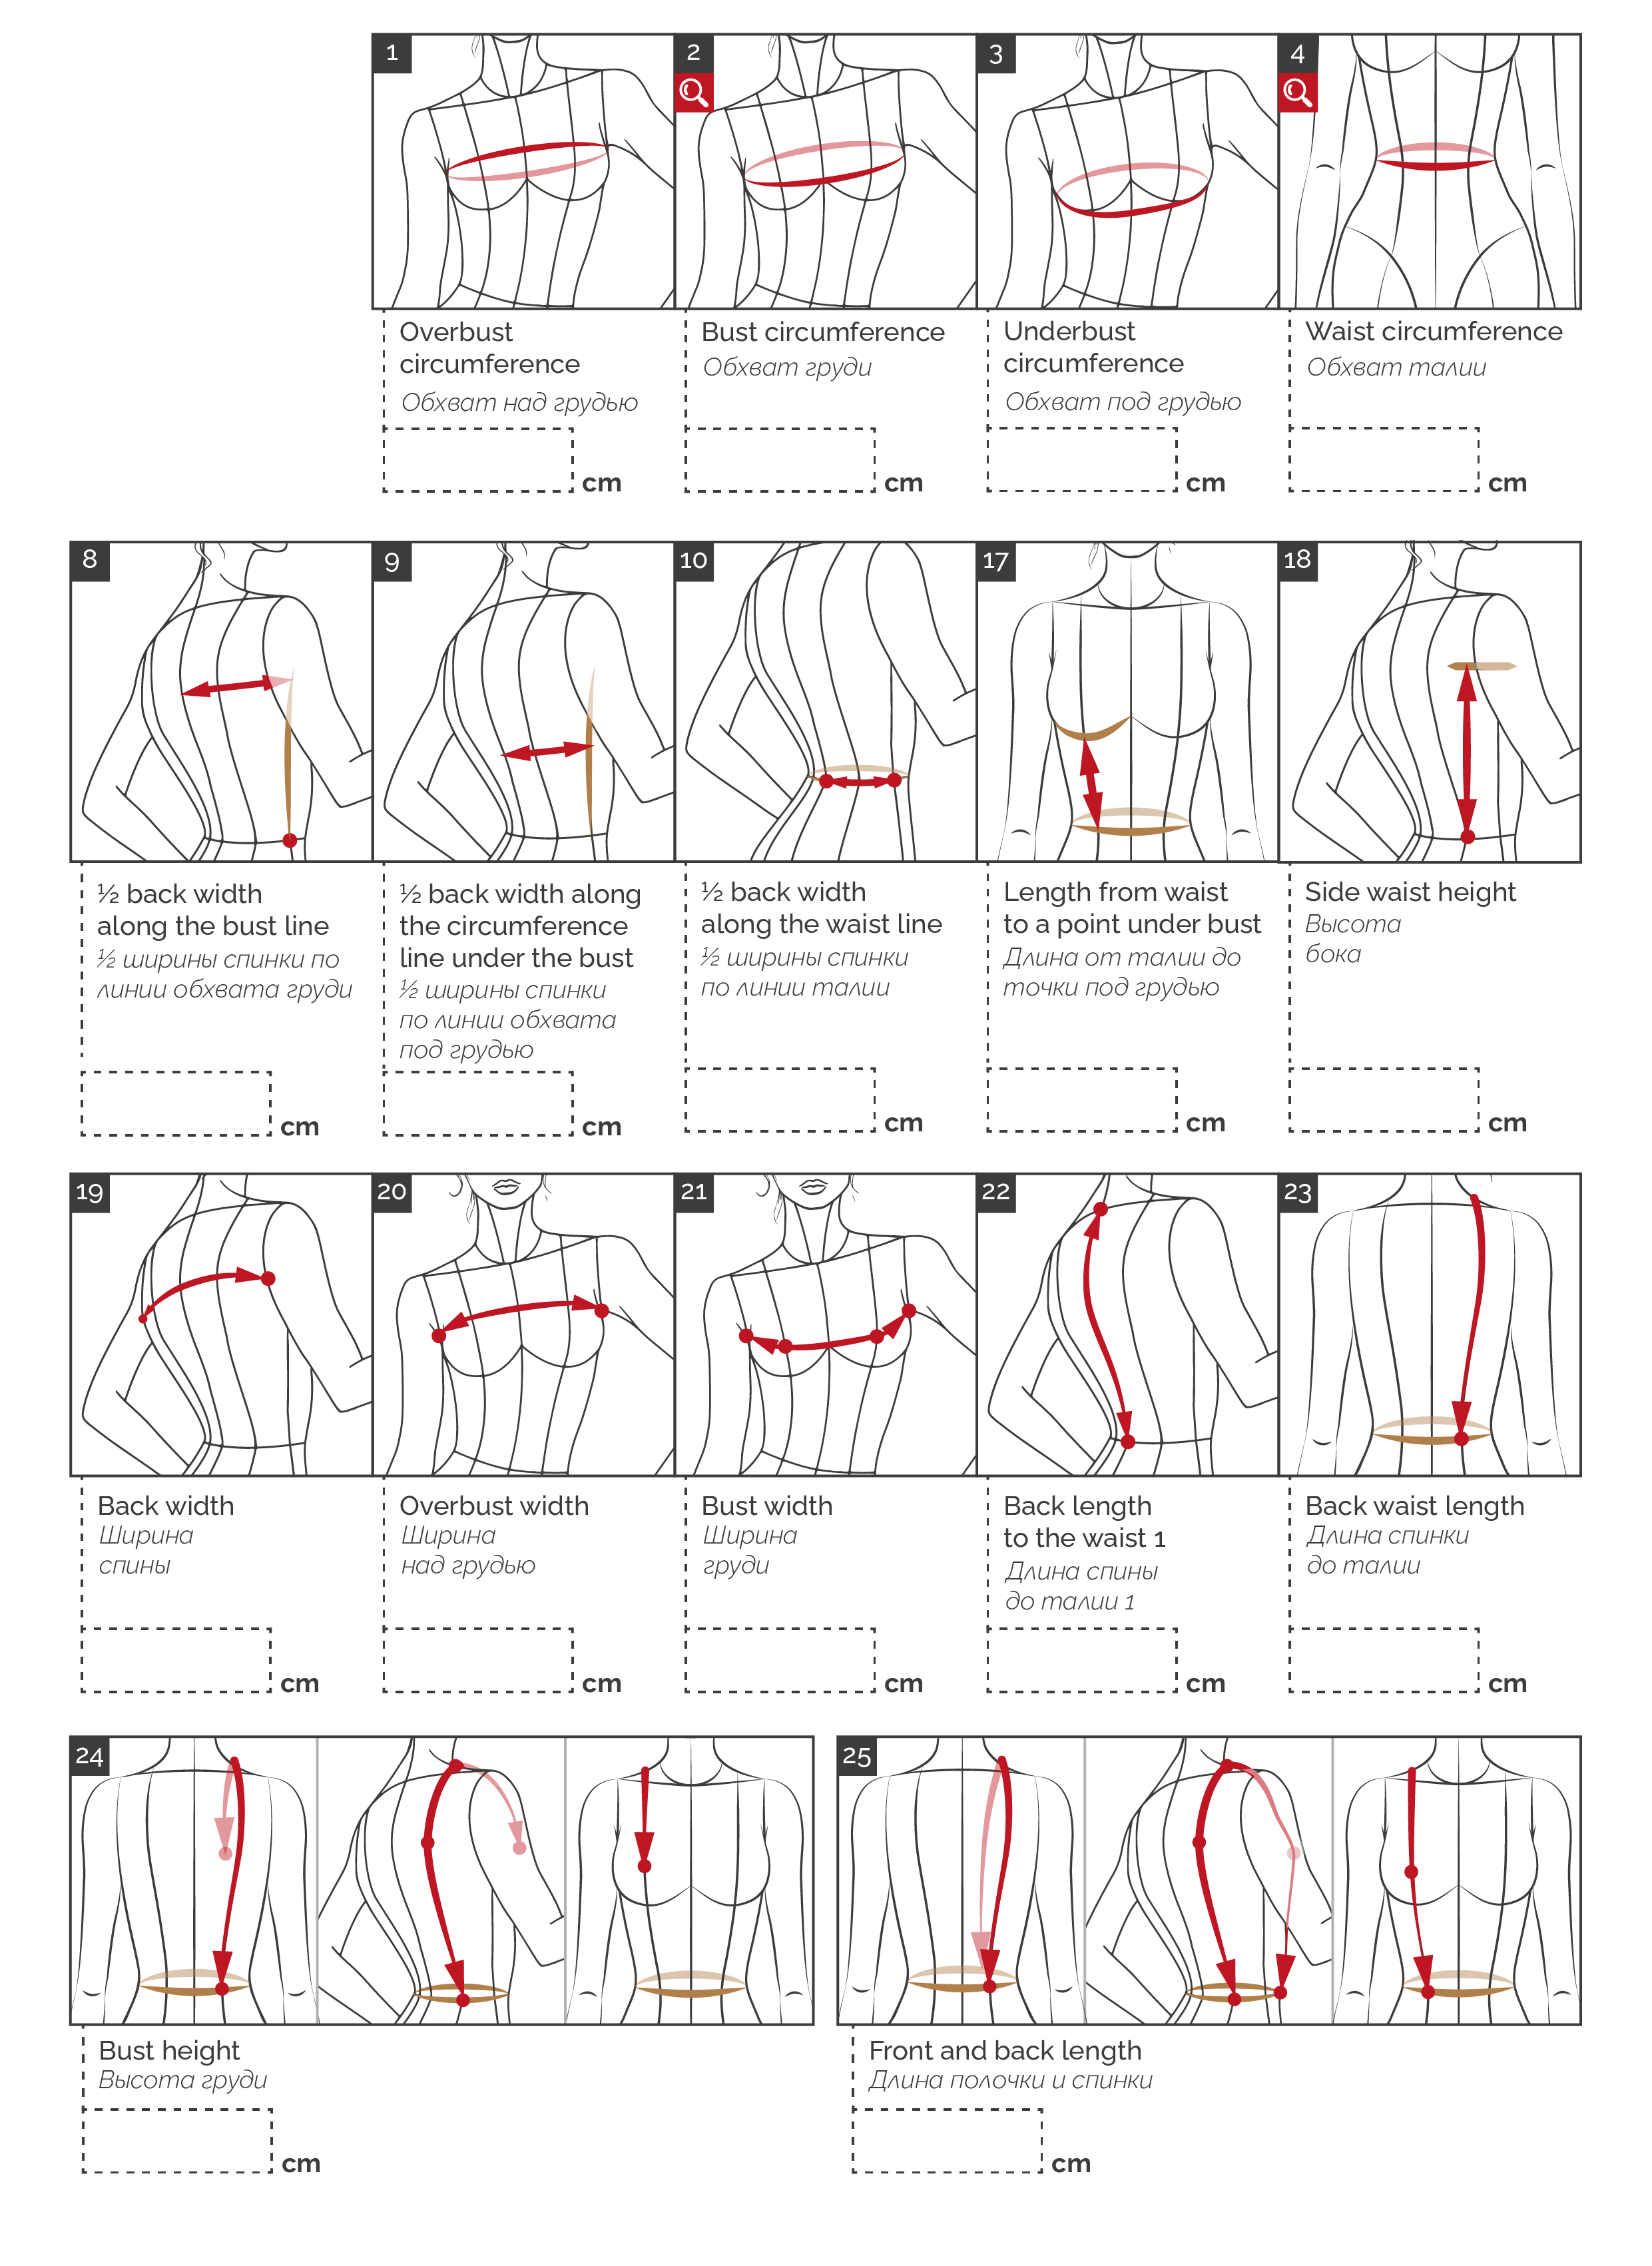 1
2
3
4
Overbust
circumference
Обхват над грудью
cm
Bust circumference
Обхват груди
cm
Underbust
circumference
Обхват под грудью
cm
Waist circumference
Обхват талии
cm
8
9
10
17
18
½ back width
along the bust line
½ ширины спинки по
линии обхвата груди
cm
½ back width along
the circumference
line under the bust
½ ширины спинки
по линии обхвата
под грудью
cm
½ back width
along the waist line
½ ширины спинки
по линии талии
cm
Length from waist
to a point under bust
Длина от талии до
точки под грудью
cm
Side waist height
Высота
бока
cm
19
20
21
22
23
Back width
Ширина
спины
cm
Overbust width
Ширина
над грудью
cm
Bust width
Ширина
груди
cm
Back length
to the waist 1
Длина спины
до талии 1
cm
Back waist length
Длина спинки
до талии
cm
24
25
Bust height
Высота груди
cm
Front and back length
Длина полочки и спинки
cm